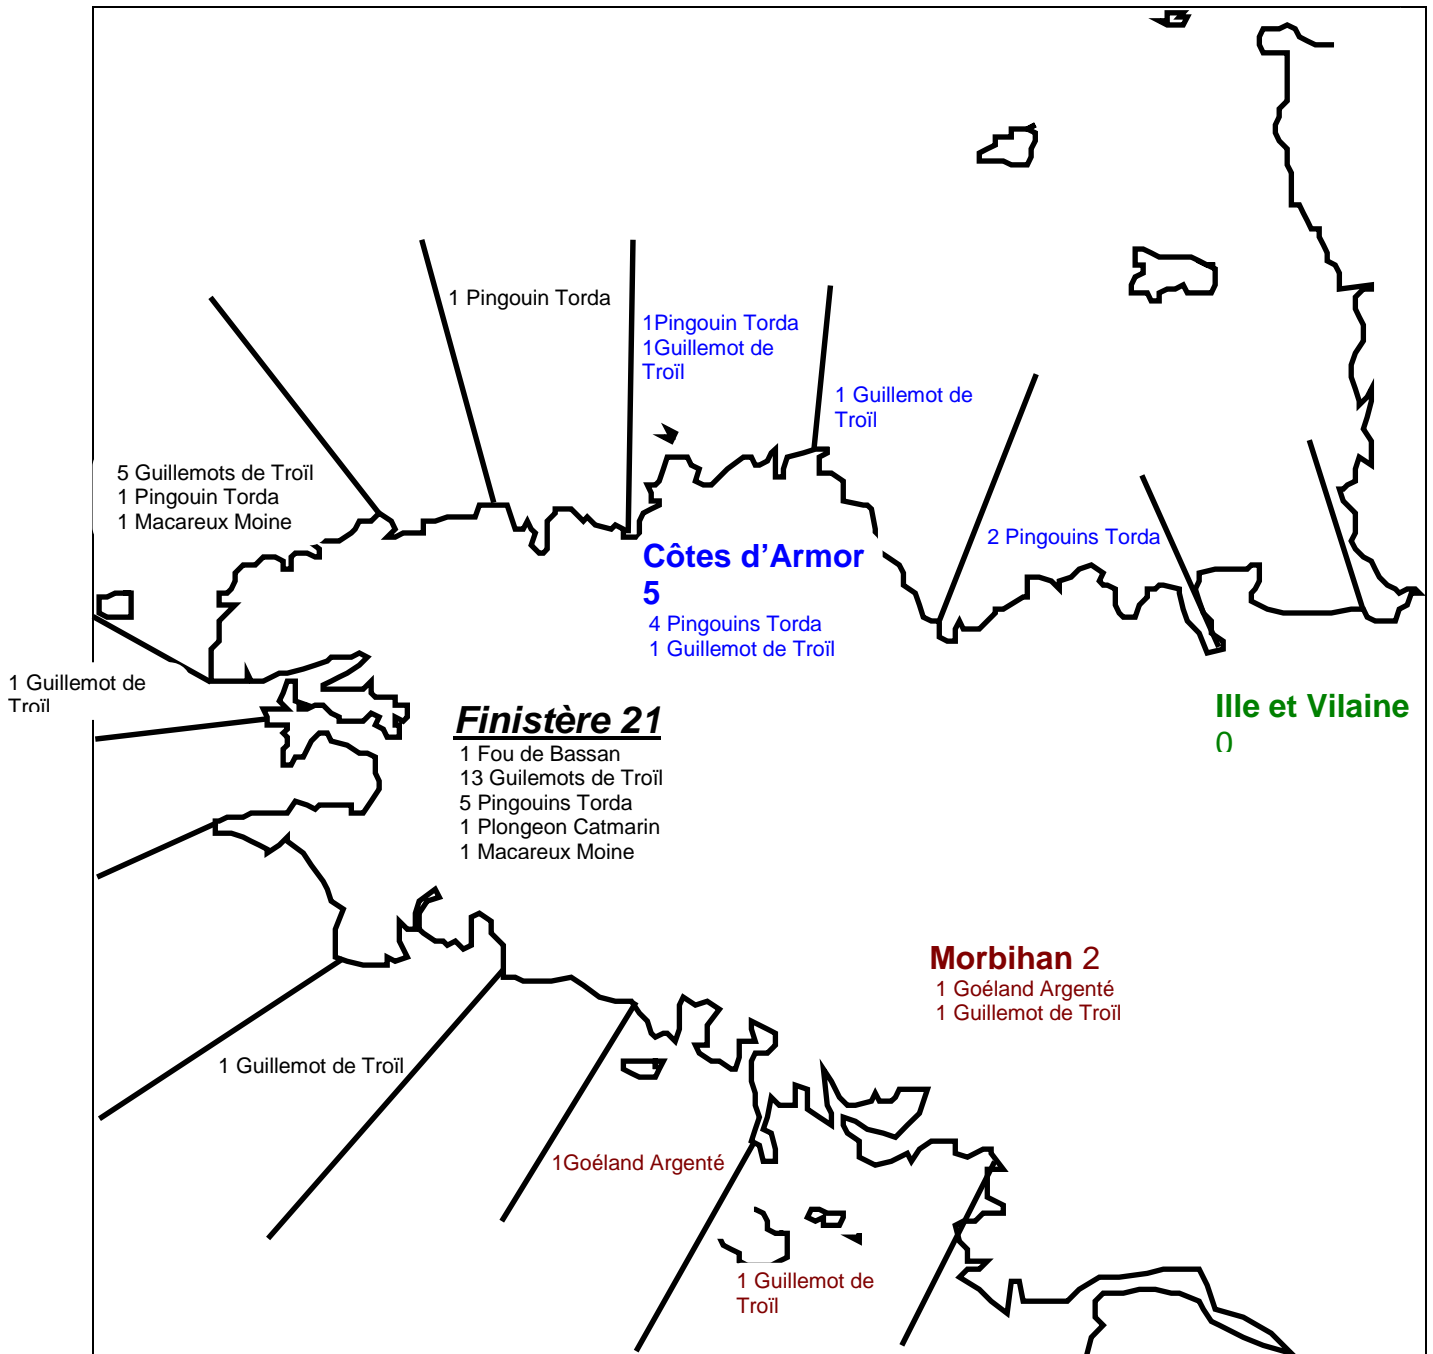 1 Pingouin Torda
1Pingouin Torda
1Guillemot de
Troïl
1 Guillemot de
Troïl
5 Guillemots de Troïl
1 Pingouin Torda
1 Macareux Moine
2 Pingouins Torda
Côtes d’Armor
5
4 Pingouins Torda
1 Guillemot de Troïl
1 Guillemot de
Troïl
Finistère 21
1 Fou de Bassan
13 Guilemots de Troïl
5 Pingouins Torda
1 Plongeon Catmarin
1 Macareux Moine
Ille et Vilaine
0
Morbihan 2
1 Goéland Argenté
1 Guillemot de Troïl
1 Guillemot de Troïl
1Goéland Argenté
1 Guillemot de
Troïl